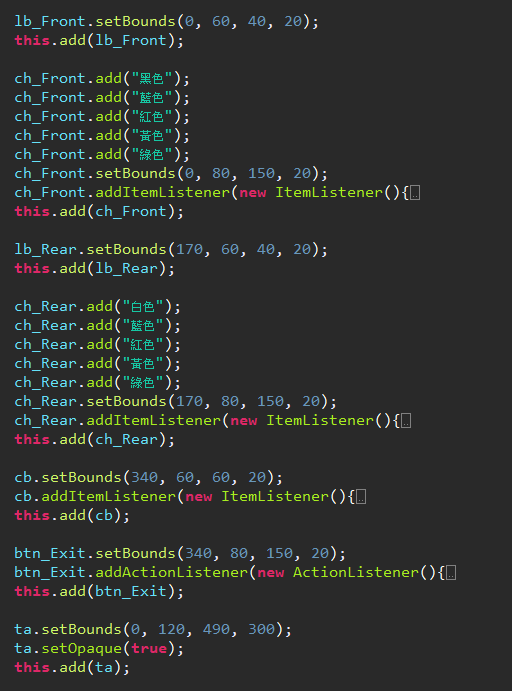 lb_Front.setBounds(0, 60, 40, 20);
this.add(lb_Front);
ch_Front.add("黑色");
ch_Front.add("藍色");
ch_Front.add("紅色");
ch_Front.add("黃色");
ch_Front.add("綠色");
ch_Front.setBounds(0, 80, 150, 20);
ch_Front.addItemListener(new ItemListener(){..
this.add(ch_Front);
lb_Rear.setBounds(170, 60, 40, 20);
this.add(lb_Rear);
ch_Rear.add("白色");
ch_Rear.add("藍色");
ch_Rear.add("紅色");
ch_Rear.add("黃色");
ch_Rear.add("綠色");
ch_Rear.setBounds(170, 80, 150, 20);
ch_Rear.addItemListener(new ItemListener(){..
this.add(ch_Rear);
cb.setBounds(340, 60, 60, 20);
cb.addItemListener(new ItemListener(){..
this.add(cb);
btn_Exit.setBounds(340, 80, 150, 20);
btn_Exit.addActionListener(new ActionListener(){..
this.add(btn_Exit);
ta.setBounds(0, 120, 490, 300);
ta.setOpaque(true);
this.add(ta);